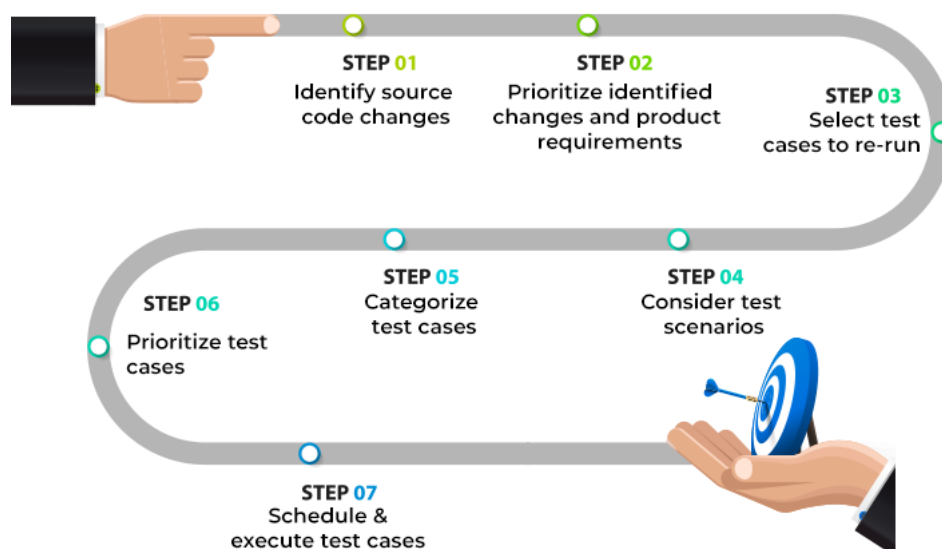 STEP 01
Identify source
code changes
STEP 02
Prioritize identified
changes and product
requirements
STEP 03
Select test
cases to re-run
STEP 04
Consider test
scenarios
STEP 05
Categorize
test cases
STEP 06
Prioritize test
cases
STEP 07
Schedule &
execute test cases